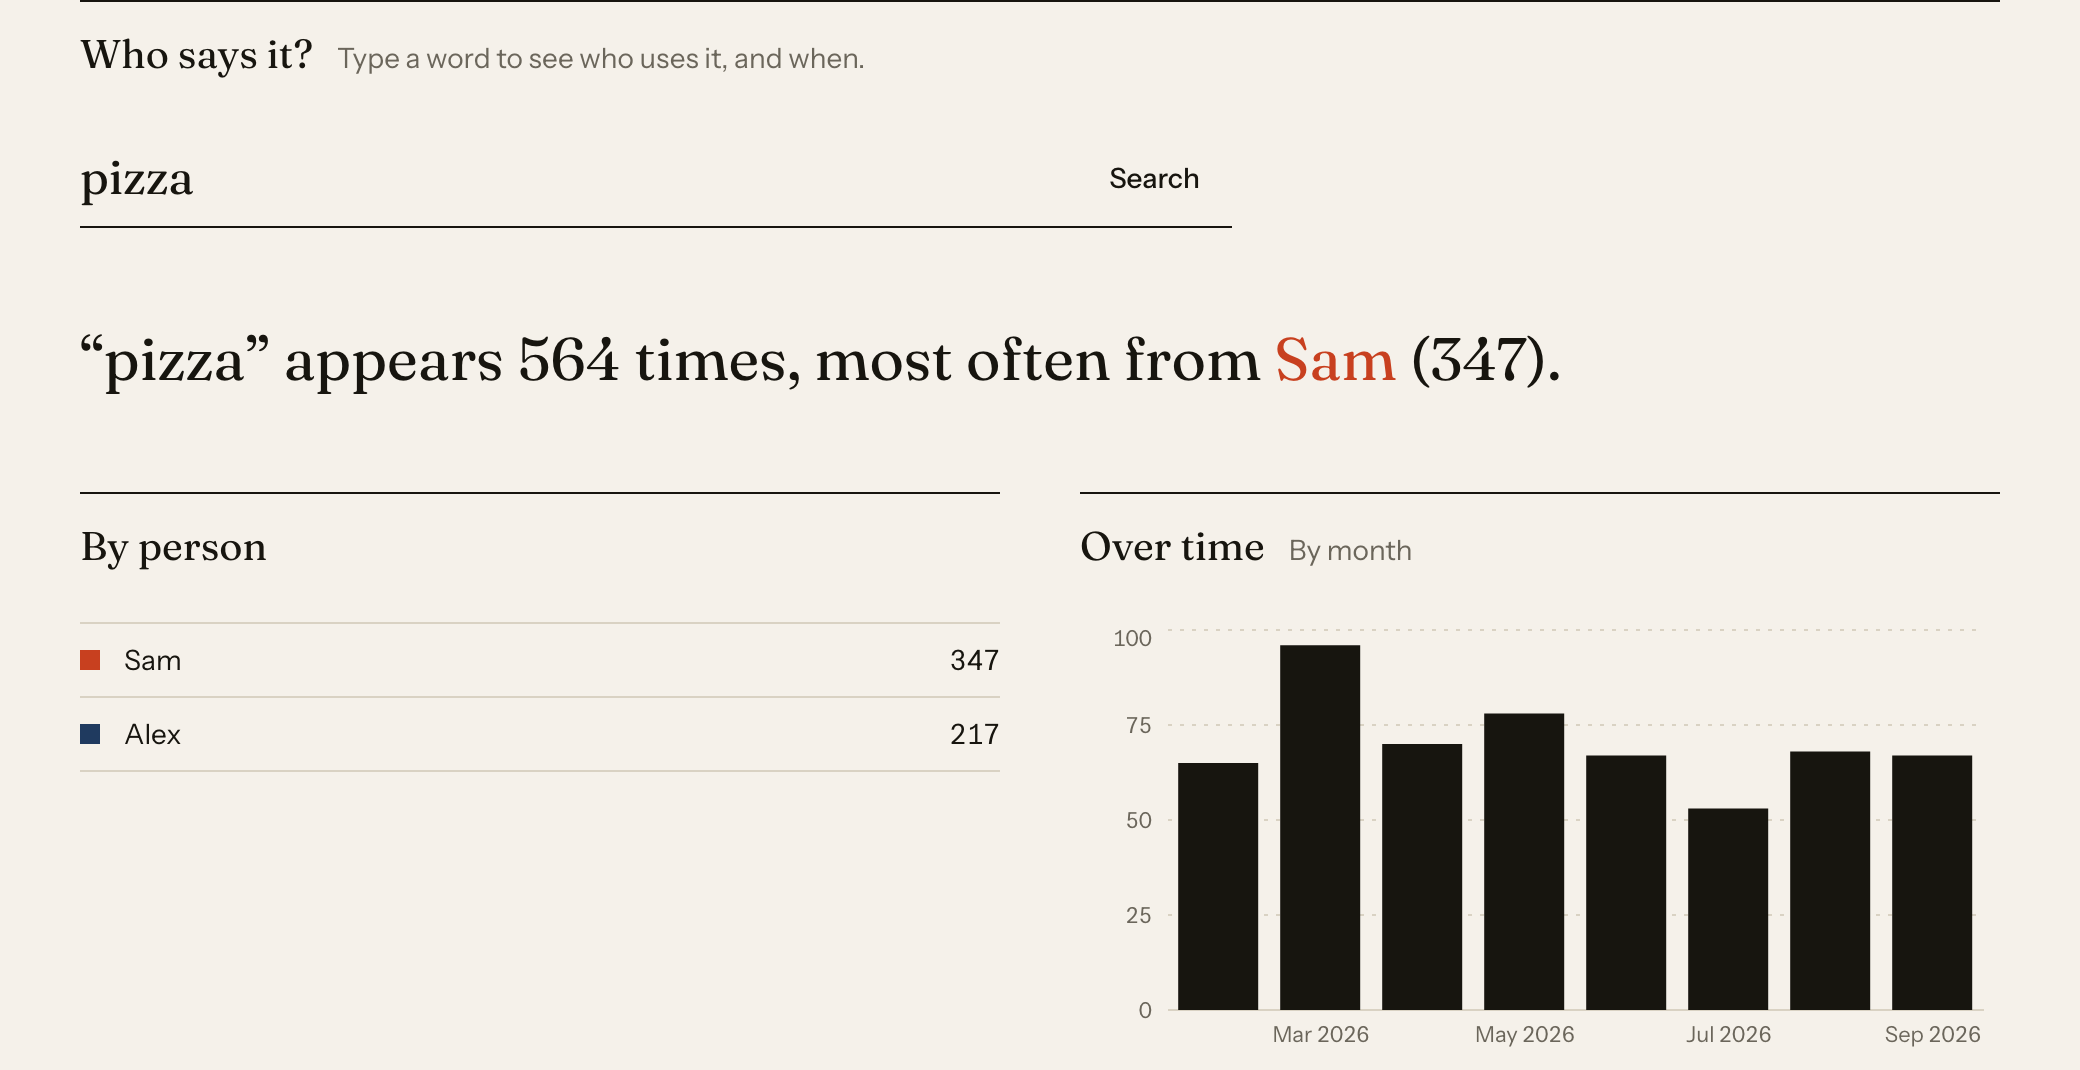 Who says it? Type a word to see who uses it, and when.
pizza Search
“pizza” appears 564 times, most often from Sam (347).
By person
Sam 347
Alex 217
Over time By month
100
75
50
25
0
Mar 2026 May 2026 Jul 2026 Sep 2026